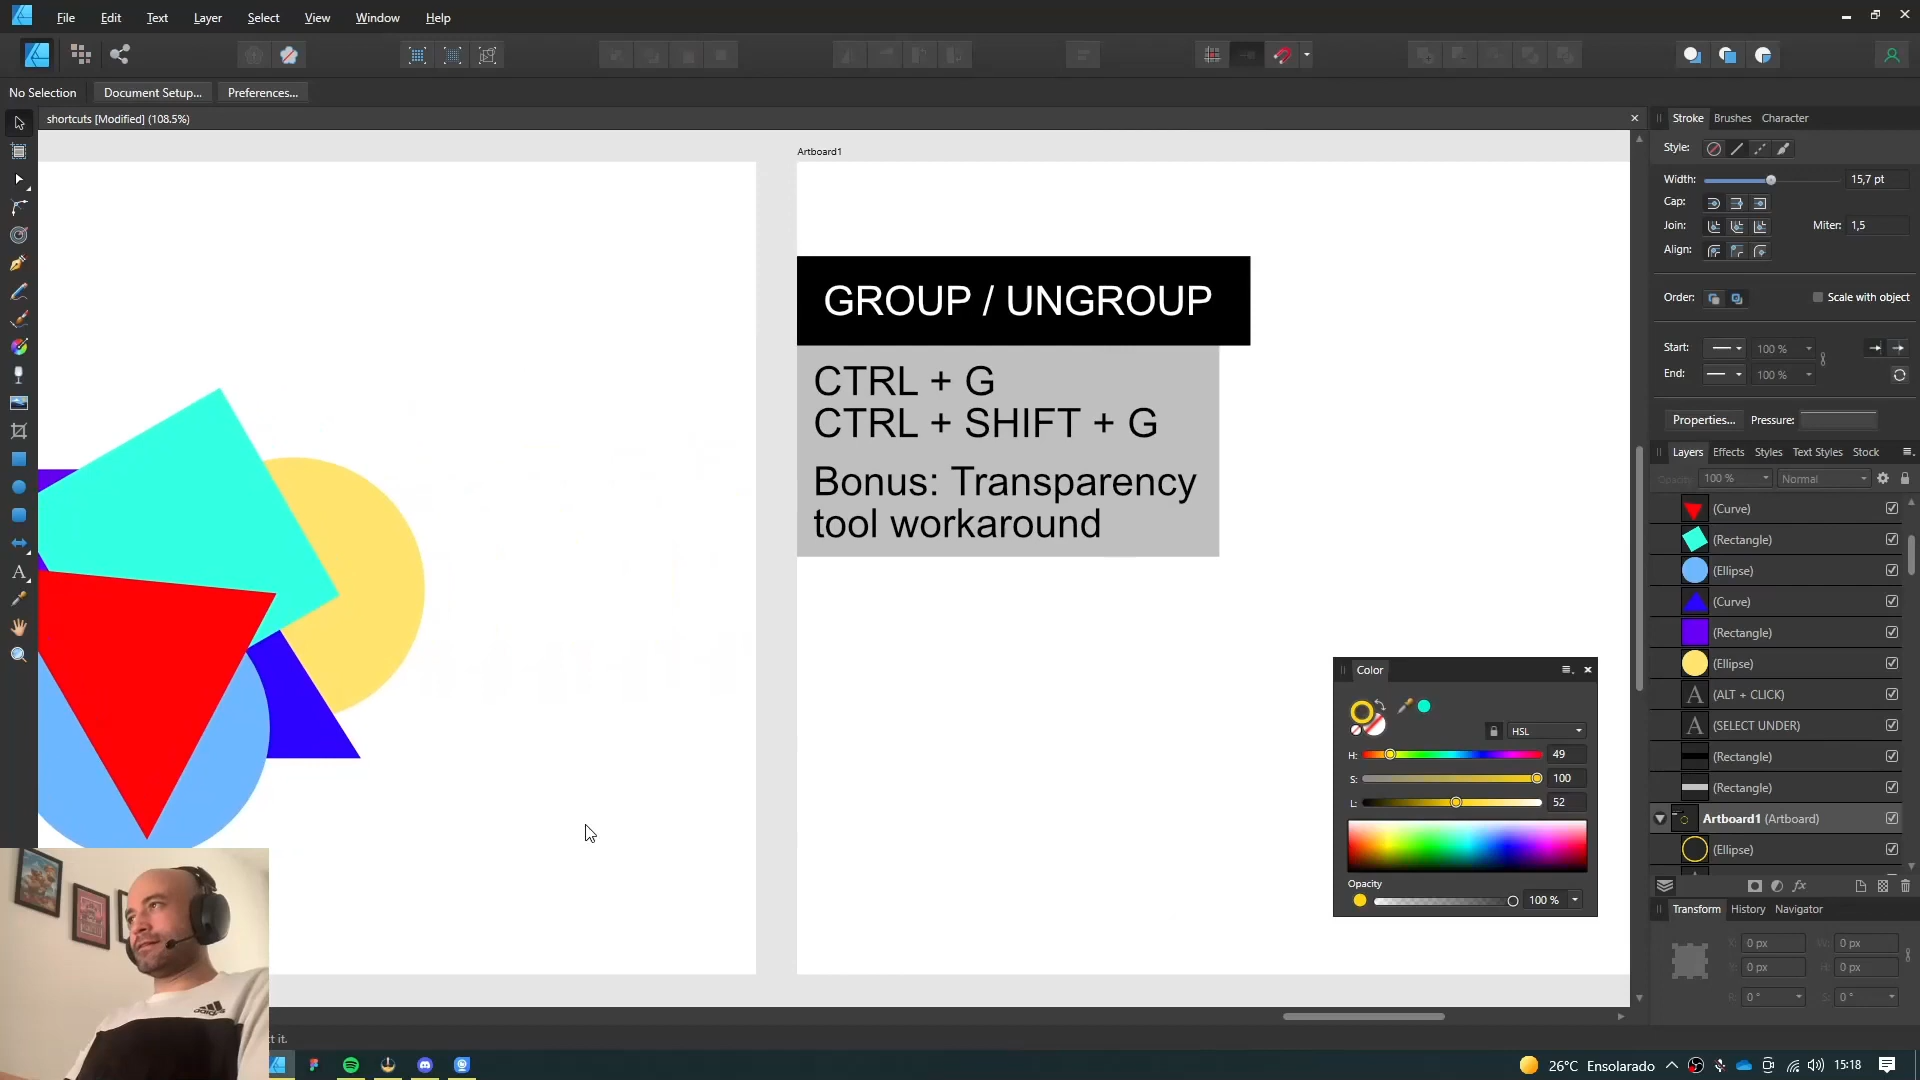 File Edit Text Layer Select View Window Help
No Selection Document Setup... Preferences...
shortcuts [Modified] (108.5%)
Artboard1
GROUP / UNGROUP
CTRL + G
CTRL + SHIFT + G
Bonus: Transparency
tool workaround
Color
HSL
H: 49
S: 100
L: 52
Opacity
100 %
Stroke Brushes Character
Style:
Width: 15,7 pt
Cap:
Join: Miter: 1,5
Align:
Order: Scale with object
Start: 100 %
End: 100 %
Properties... Pressure:
Layers Effects Styles Text Styles Stock
Opacity: 100 % Normal
(Curve)
(Rectangle)
(Ellipse)
(Curve)
(Rectangle)
(Ellipse)
A (ALT + CLICK)
A (SELECT UNDER)
(Rectangle)
(Rectangle)
Artboard1 (Artboard)
(Ellipse)
fx
Transform History Navigator
X: 0 px W: 0 px
Y: 0 px H: 0 px
R: 0 ° S: 0 °
adidas
ct it.
26°C Ensolarado 15:18